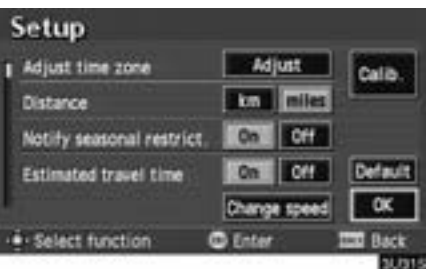 Setup
Adjust time zone Adjust Calib.
Distance km miles
Notify seasonal restrict. On Off
Estimated travel time On Off Default
Change speed OK
Select function Enter Back